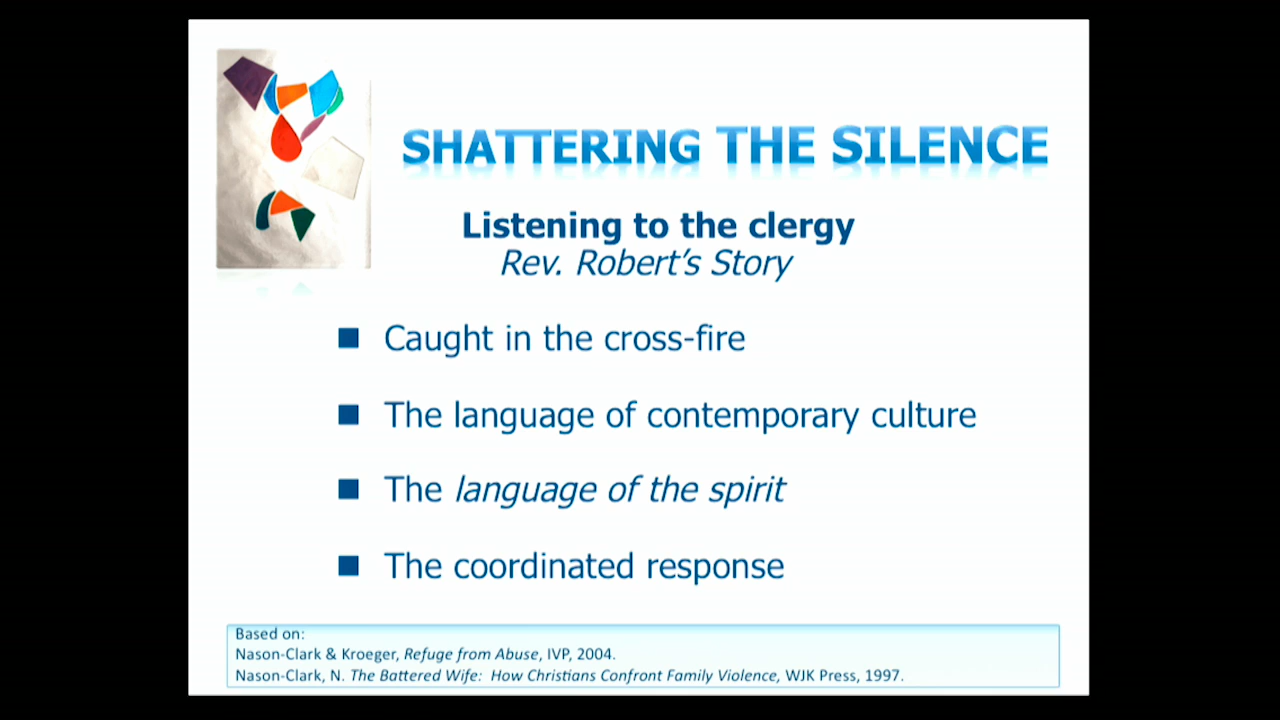 SHATTERING THE SILENCE
Listening to the clergy
Rev. Robert's Story
Caught in the cross-fire
The language of contemporary culture
The language of the spirit
The coordinated response
Based on:
Nason-Clark & Kroeger, Refuge from Abuse, IVP, 2004.
Nason-Clark, N. The Battered Wife: How Christians Confront Family Violence, WJK Press, 1997.